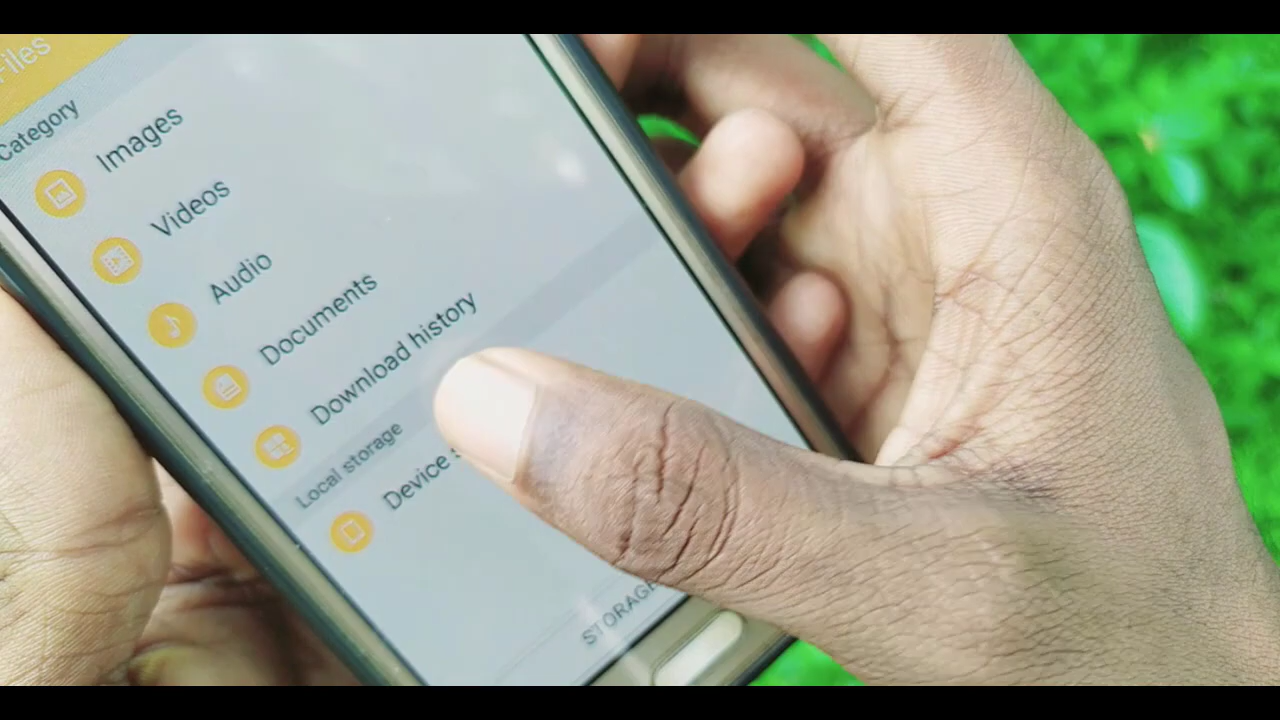 Files
Category
Images
Videos
Audio
Documents
Download history
Local storage
Device
STORAGE